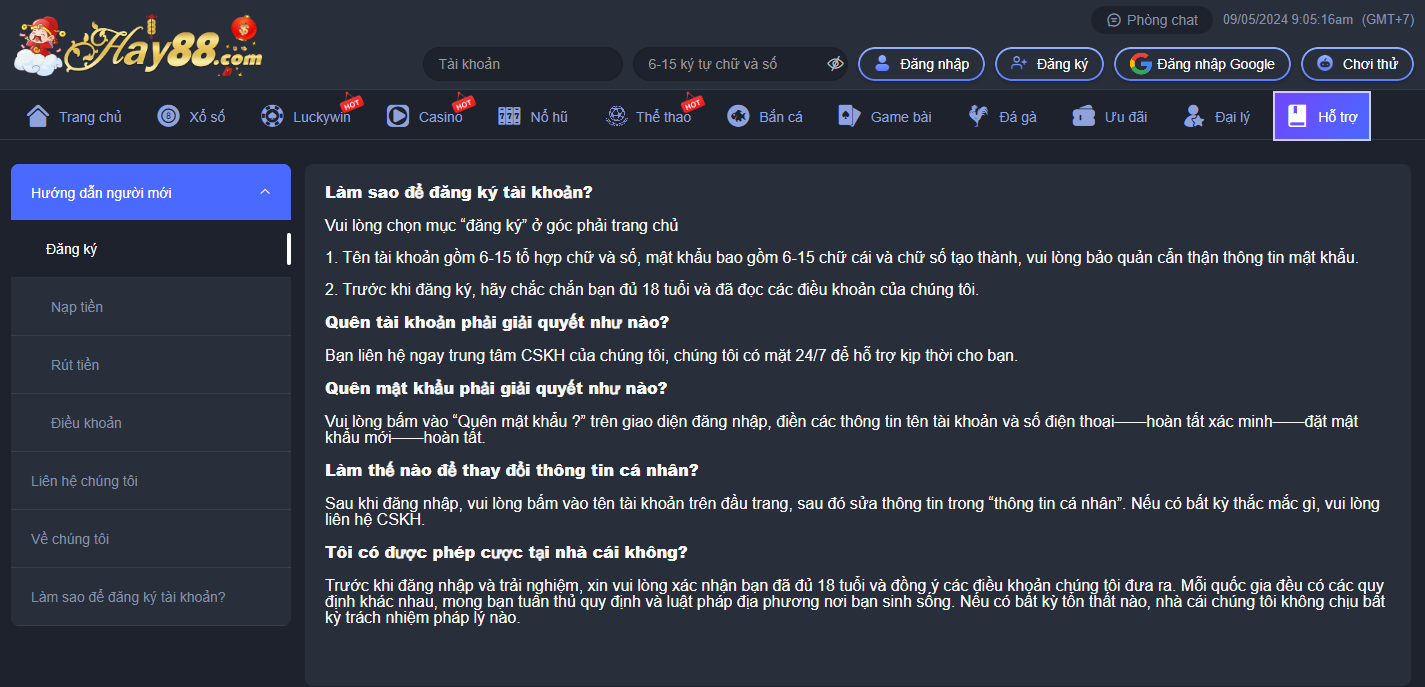 Hay88.com
Phòng chat
09/05/2024 9:05:16am (GMT+7)
Tài khoản
6-15 ký tự chữ và số
Đăng nhập
Đăng ký
Đăng nhập Google
Chơi thử
Trang chủ
Xổ số
Luckywin
HOT
Casino
HOT
Nổ hũ
Thể thao
HOT
Bắn cá
Game bài
Đá gà
Ưu đãi
Đại lý
Hỗ trợ
Hướng dẫn người mới
Đăng ký
Nạp tiền
Rút tiền
Điều khoản
Liên hệ chúng tôi
Về chúng tôi
Làm sao để đăng ký tài khoản?
Làm sao để đăng ký tài khoản?
Vui lòng chọn mục “đăng ký” ở góc phải trang chủ
1. Tên tài khoản gồm 6-15 tổ hợp chữ và số, mật khẩu bao gồm 6-15 chữ cái và chữ số tạo thành, vui lòng bảo quản cẩn thận thông tin mật khẩu.
2. Trước khi đăng ký, hãy chắc chắn bạn đủ 18 tuổi và đã đọc các điều khoản của chúng tôi.
Quên tài khoản phải giải quyết như nào?
Bạn liên hệ ngay trung tâm CSKH của chúng tôi, chúng tôi có mặt 24/7 để hỗ trợ kịp thời cho bạn.
Quên mật khẩu phải giải quyết như nào?
Vui lòng bấm vào “Quên mật khẩu ?” trên giao diện đăng nhập, điền các thông tin tên tài khoản và số điện thoại——hoàn tất xác minh——đặt mật
khẩu mới——hoàn tất.
Làm thế nào để thay đổi thông tin cá nhân?
Sau khi đăng nhập, vui lòng bấm vào tên tài khoản trên đầu trang, sau đó sửa thông tin trong “thông tin cá nhân”. Nếu có bất kỳ thắc mắc gì, vui lòng
liên hệ CSKH.
Tôi có được phép cược tại nhà cái không?
Trước khi đăng nhập và trải nghiệm, xin vui lòng xác nhận bạn đã đủ 18 tuổi và đồng ý các điều khoản chúng tôi đưa ra. Mỗi quốc gia đều có các quy
định khác nhau, mong bạn tuân thủ quy định và luật pháp địa phương nơi bạn sinh sống. Nếu có bất kỳ tổn thất nào, nhà cái chúng tôi không chịu bất
kỳ trách nhiệm pháp lý nào.